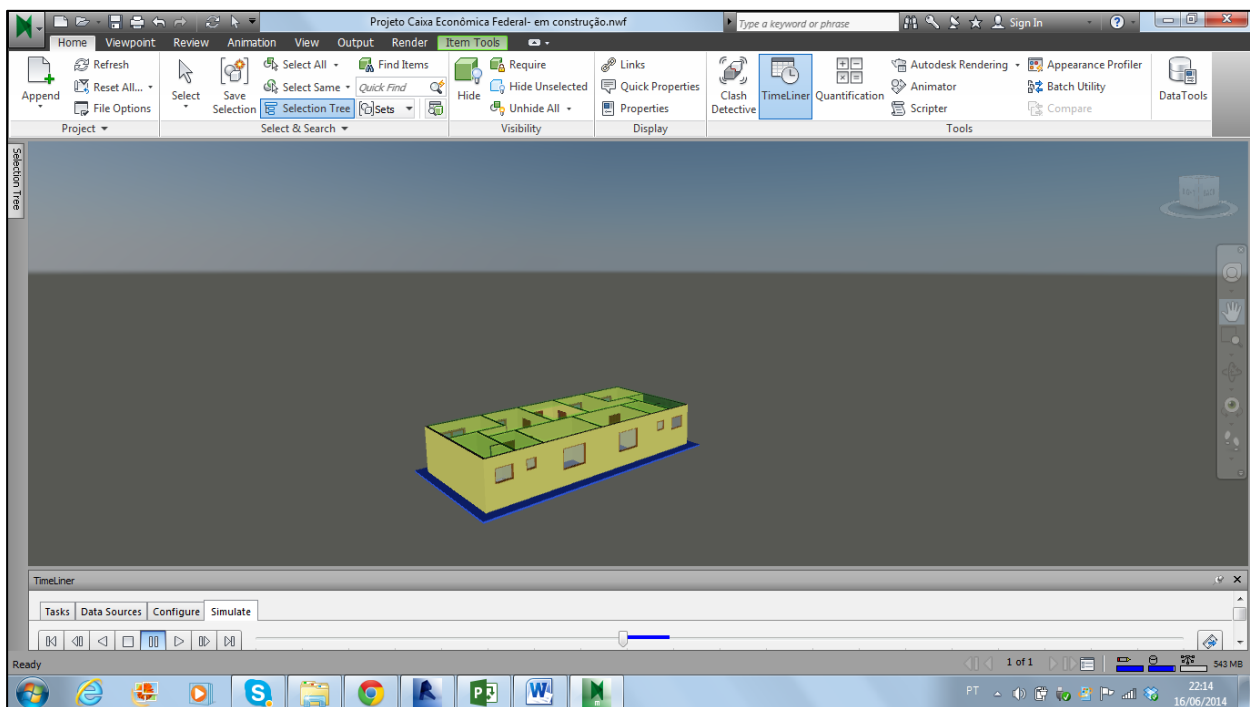 Projeto Caixa Econômica Federal- em construção.nwf
Type a keyword or phrase
Sign In
Home Viewpoint Review Animation View Output Render Item Tools
Refresh
Reset All...
File Options
Append
Project
Select
Save Selection
Select All
Select Same
Selection Tree
Find Items
Quick Find
Sets
Select & Search
Hide
Require
Hide Unselected
Unhide All
Visibility
Links
Quick Properties
Properties
Display
Clash Detective
TimeLiner
Quantification
Autodesk Rendering
Animator
Scripter
Appearance Profiler
Batch Utility
Compare
Tools
DataTools
Selection Tree
TimeLiner
Tasks Data Sources Configure Simulate
Ready
1 of 1
543 MB
PT
22:14
16/06/2014